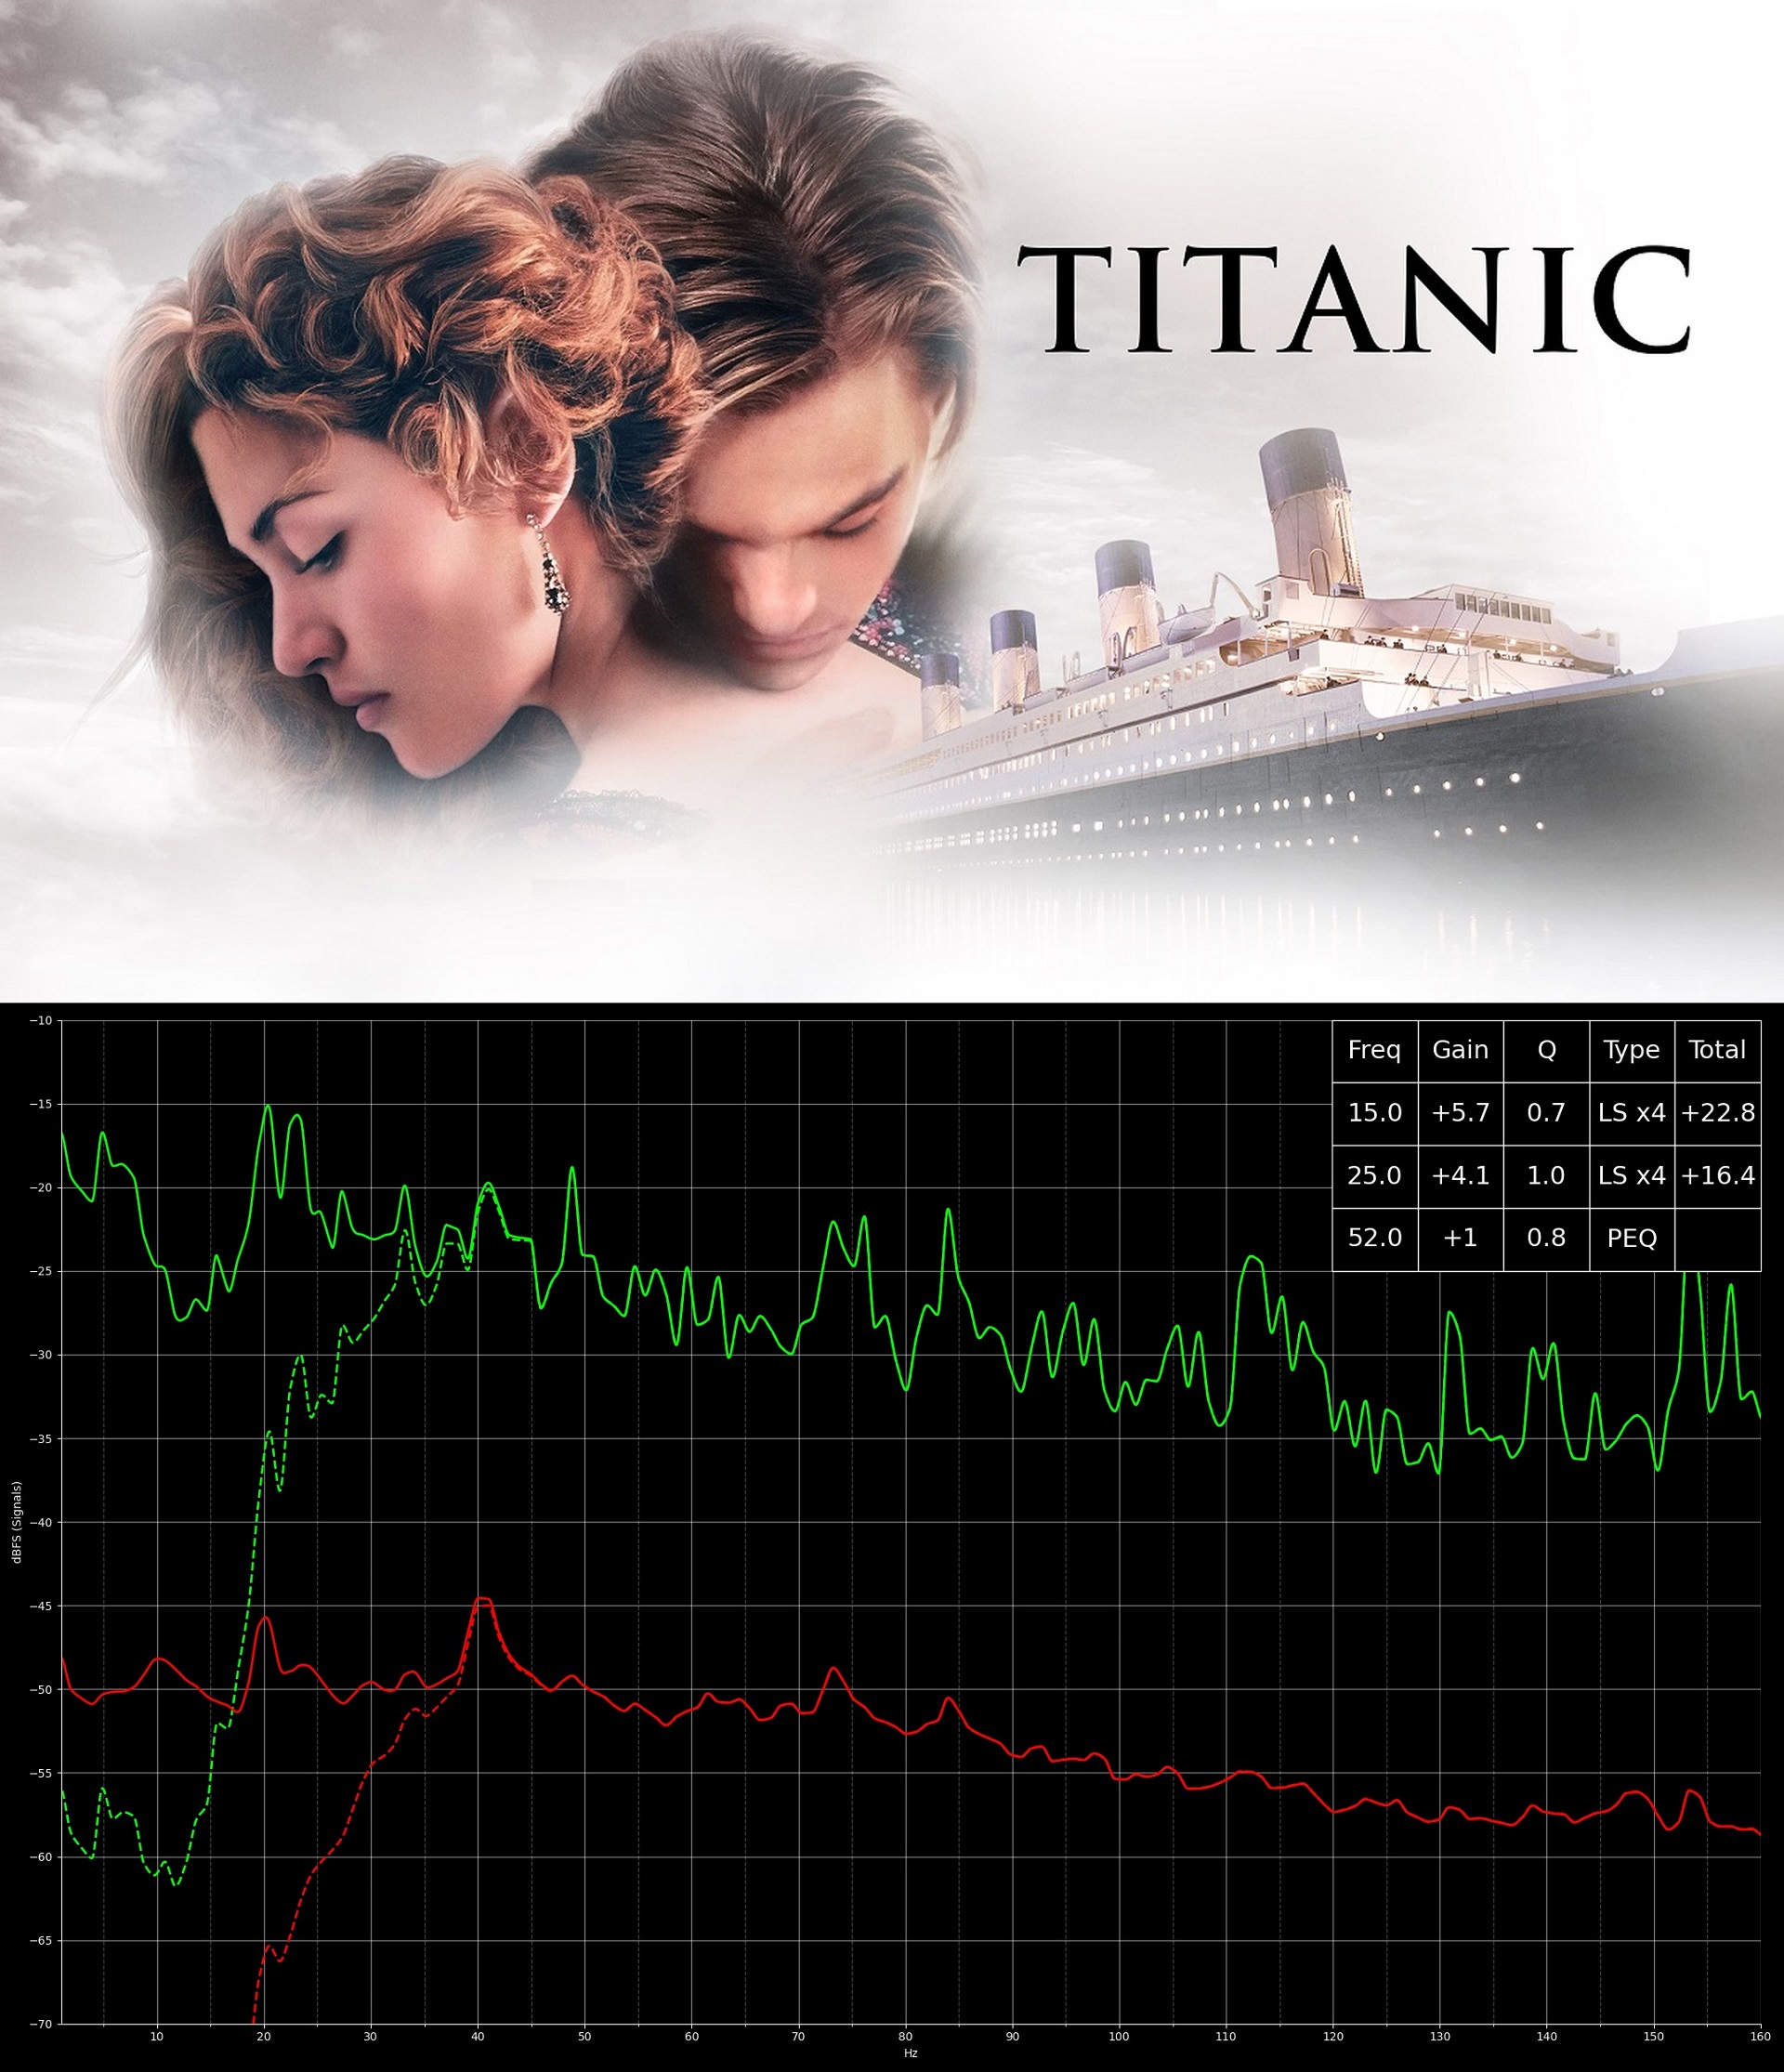 TITANIC
Freq Gain Q Type Total
15.0 +5.7 0.7 LS x4 +22.8
25.0 +4.1 1.0 LS x4 +16.4
52.0 +1 0.8 PEQ
−10
−15
−20
−25
−30
−35
−40
−45
−50
−55
−60
−65
−70
dBFS (Signals)
10 20 30 40 50 60 70 80 90 100 110 120 130 140 150 160
Hz